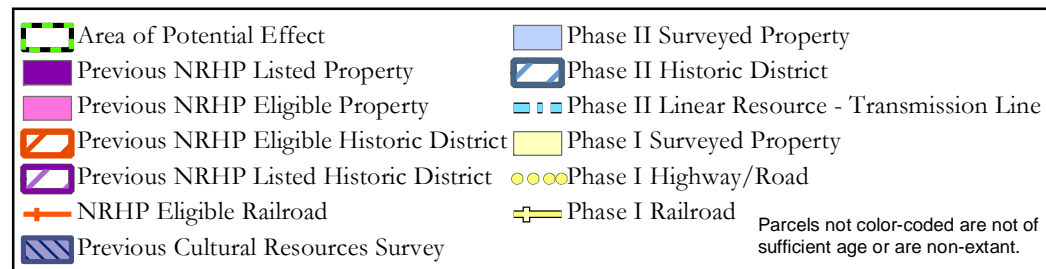 Area of Potential Effect
Previous NRHP Listed Property
Previous NRHP Eligible Property
Previous NRHP Eligible Historic District
Previous NRHP Listed Historic District
NRHP Eligible Railroad
Previous Cultural Resources Survey
Phase II Surveyed Property
Phase II Historic District
Phase II Linear Resource - Transmission Line
Phase I Surveyed Property
Phase I Highway/Road
Phase I Railroad
Parcels not color-coded are not of
sufficient age or are non-extant.